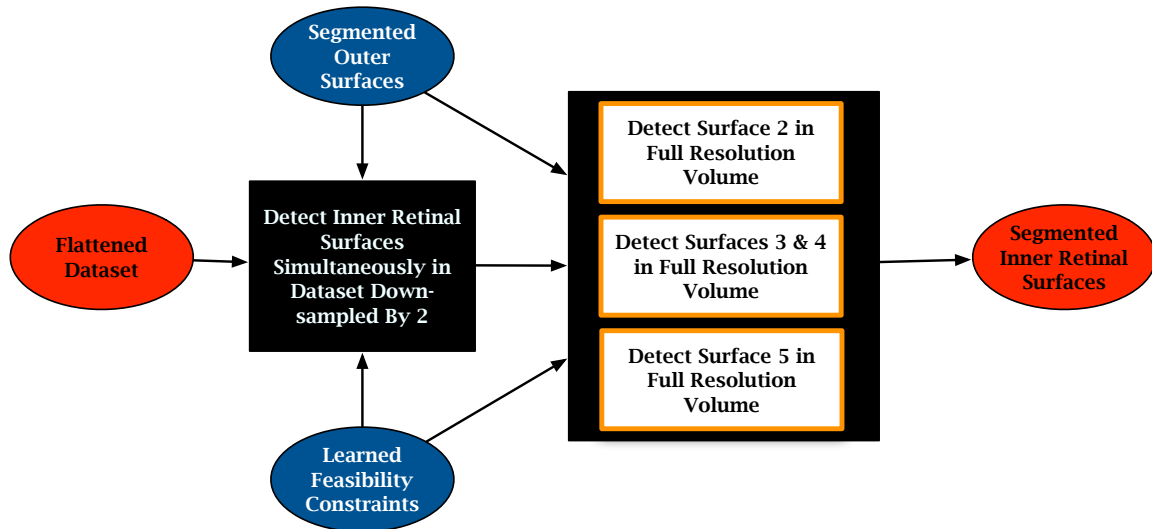 Segmented
Outer
Surfaces
Flattened
Dataset
Detect Inner Retinal
Surfaces
Simultaneously in
Dataset Down-
sampled By 2
Learned
Feasibility
Constraints
Detect Surface 2 in
Full Resolution
Volume
Detect Surfaces 3 & 4
in Full Resolution
Volume
Detect Surface 5 in
Full Resolution
Volume
Segmented
Inner Retinal
Surfaces